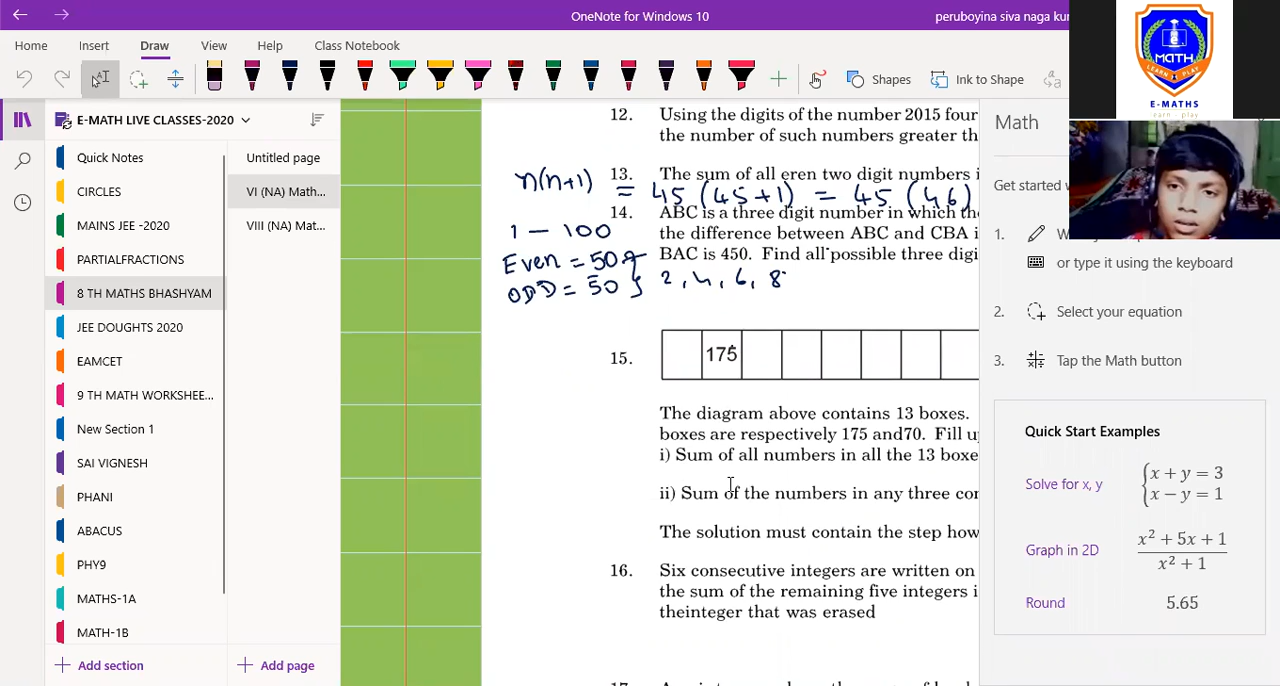 OneNote for Windows 10
peruboyina siva naga kur
Home Insert Draw View Help Class Notebook
Shapes Ink to Shape
MATH
LEARN PLAY
E-MATHS
earn - play
E-MATH LIVE CLASSES-2020
Quick Notes
CIRCLES
MAINS JEE -2020
PARTIALFRACTIONS
8 TH MATHS BHASHYAM
JEE DOUGHTS 2020
EAMCET
9 TH MATH WORKSHEE...
New Section 1
SAI VIGNESH
PHANI
ABACUS
PHY9
MATHS-1A
MATH-1B
Add section
Untitled page
VI (NA) Math...
VIII (NA) Mat...
Add page
12. Using the digits of the number 2015 four
the number of such numbers greater th
13. The sum of all eren two digit numbers i
n(n+1) = 45 (45+1) = 45 (46)
14. ABC is a three digit number in which the
1 - 100
the difference between ABC and CBA i
Even = 50
BAC is 450. Find all possible three digi
ODD = 50
2, 4, 6, 8
15. 175
The diagram above contains 13 boxes.
boxes are respectively 175 and70. Fill u
i) Sum of all numbers in all the 13 boxe
ii) Sum of the numbers in any three con
The solution must contain the step how
16. Six consecutive integers are written on
the sum of the remaining five integers i
theinteger that was erased
17.
Math
Get started
1.
or type it using the keyboard
2. Select your equation
3. Tap the Math button
Quick Start Examples
Solve for x, y { x + y = 3
x − y = 1
Graph in 2D x² + 5x + 1
x² + 1
Round 5.65